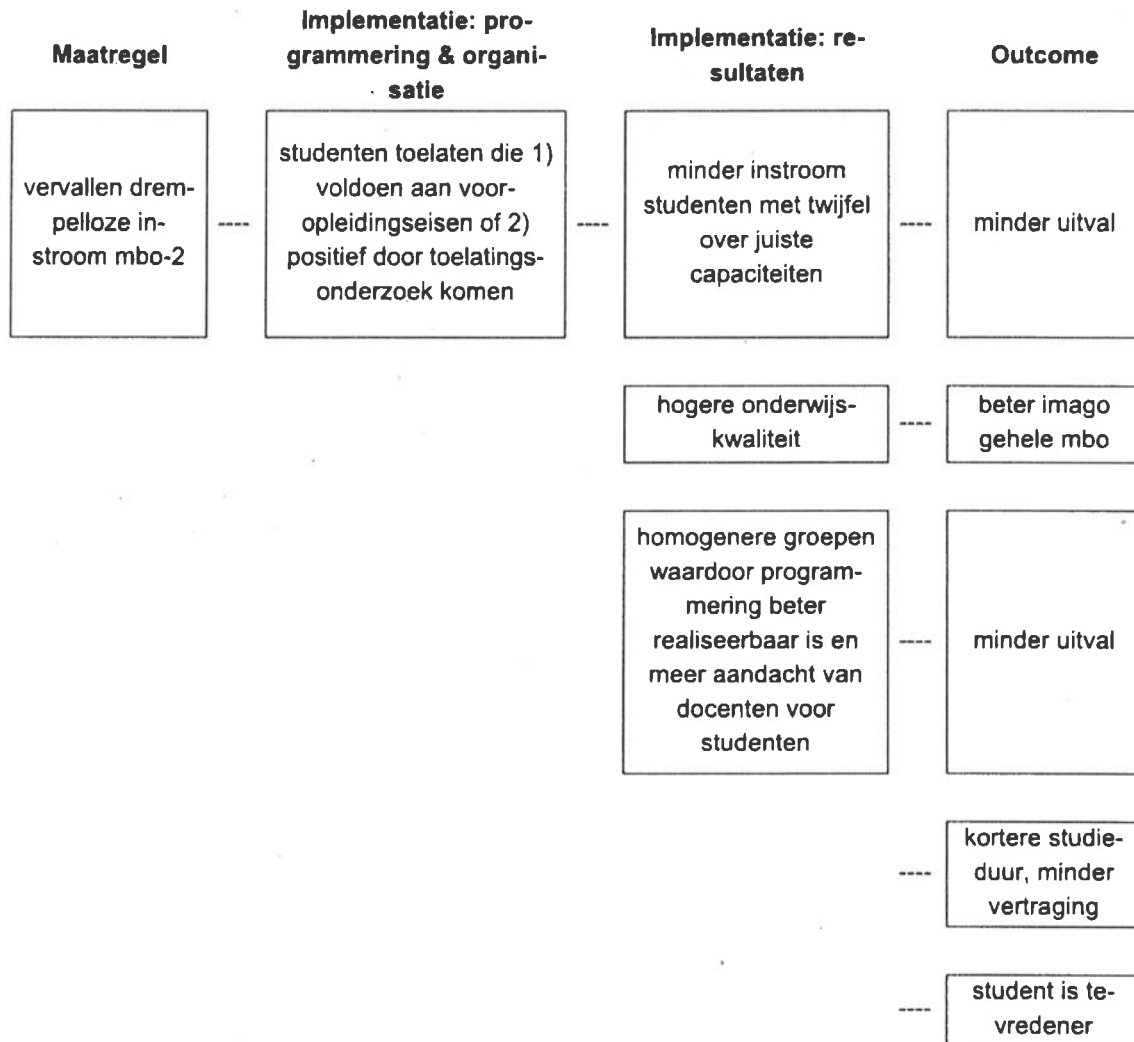 Maatregel
Implementatie: pro-
grammering & organi-
satie
Implementatie: re-
sultaten
Outcome
vervallen drem-
pelloze in-
stroom mbo-2
----
studenten toelaten die 1)
voldoen aan voor-
opleidingseisen of 2)
positief door toelatings-
onderzoek komen
----
minder instroom
studenten met twijfel
over juiste
capaciteiten
----
minder uitval
hogere onderwijs-
kwaliteit
----
beter imago
gehele mbo
homogenere groepen
waardoor program-
mering beter
realiseerbaar is en
meer aandacht van
docenten voor
studenten
----
minder uitval
----
kortere studie-
duur, minder
vertraging
----
student is te-
vredener